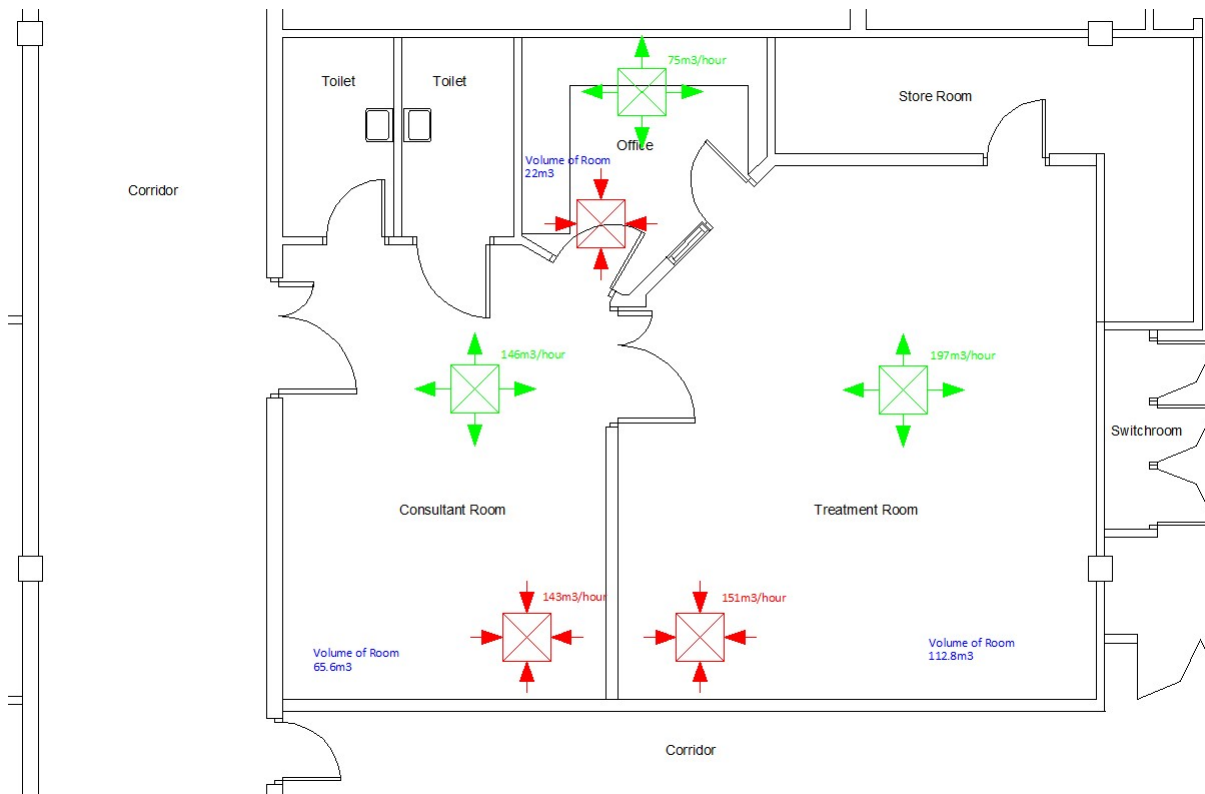 75m3/hour
Toilet
Toilet
Store Room
Office
Volume of Room
22m3
Corridor
146m3/hour
197m3/hour
Switchroom
Consultant Room
Treatment Room
143m3/hour
151m3/hour
Volume of Room
65.6m3
Volume of Room
112.8m3
Corridor